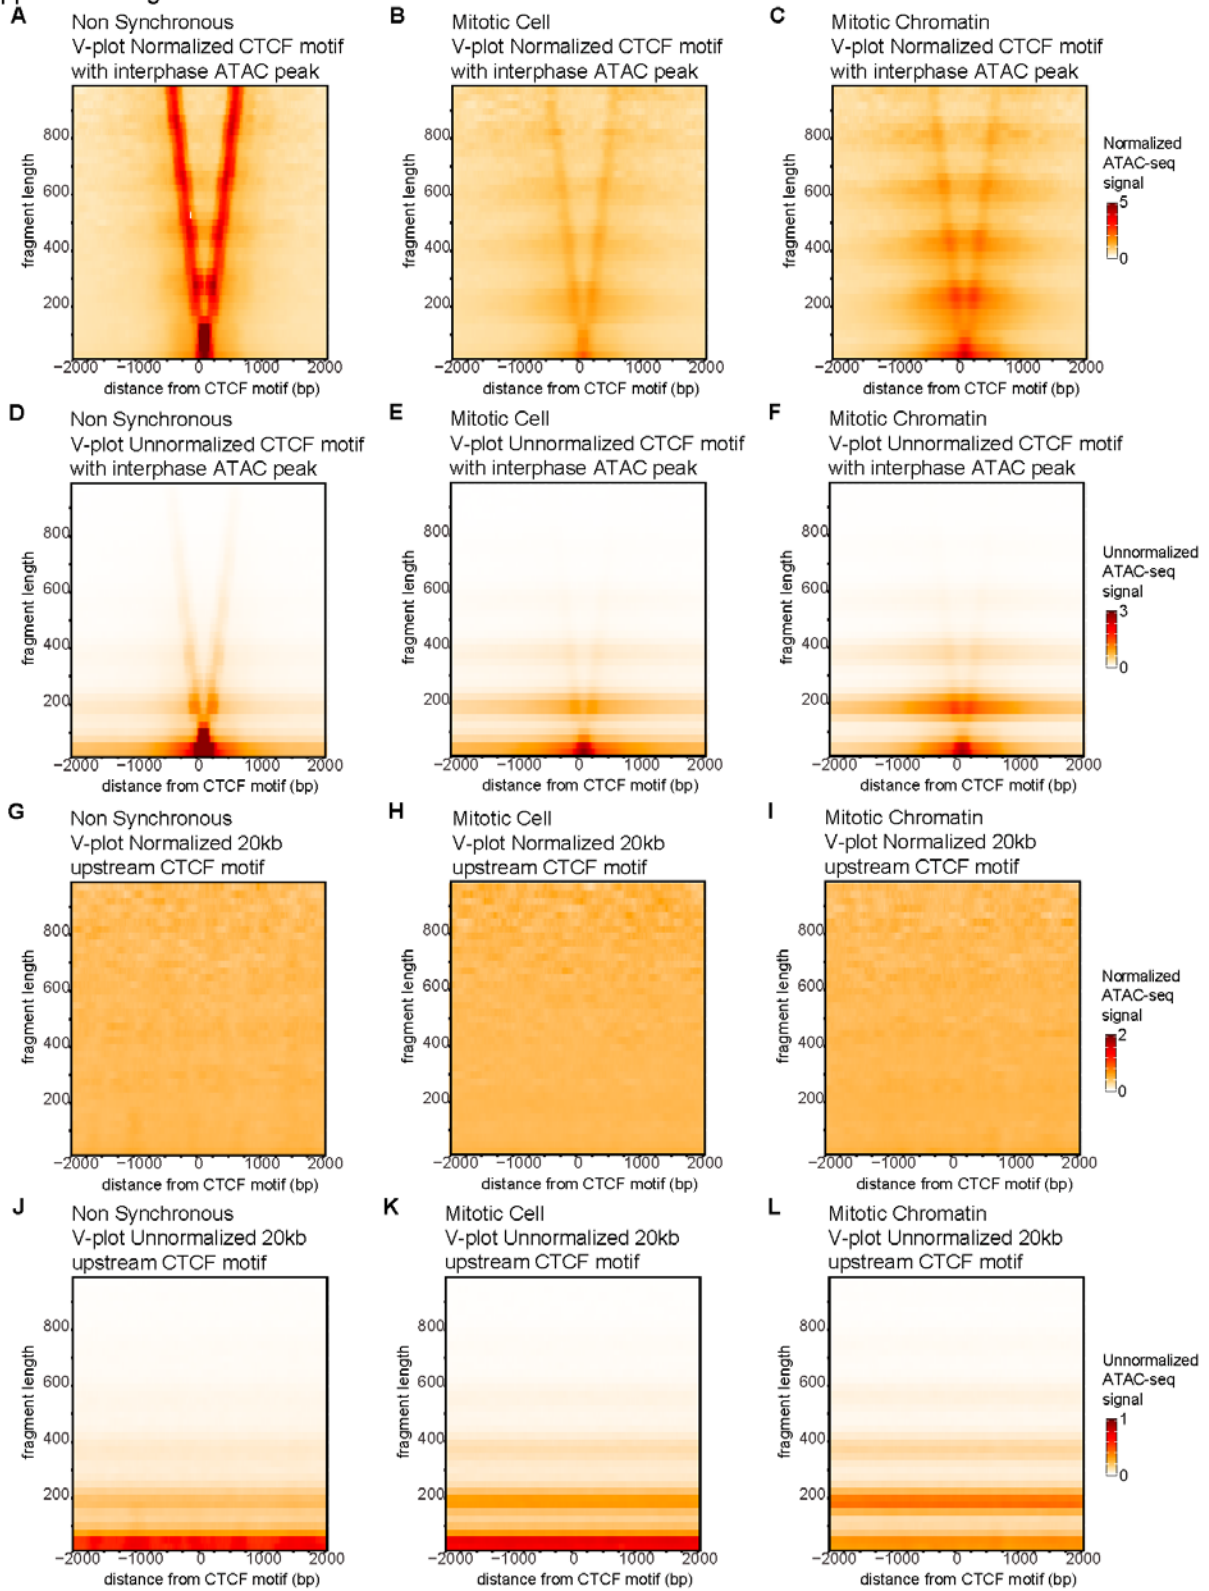 A
Non Synchronous
V-plot Normalized CTCF motif
with interphase ATAC peak
800
600
400
200
fragment length
−2000 −1000 0 1000 2000
distance from CTCF motif (bp)
B
Mitotic Cell
V-plot Normalized CTCF motif
with interphase ATAC peak
800
600
400
200
fragment length
−2000 −1000 0 1000 2000
distance from CTCF motif (bp)
C
Mitotic Chromatin
V-plot Normalized CTCF motif
with interphase ATAC peak
800
600
400
200
fragment length
−2000 −1000 0 1000 2000
distance from CTCF motif (bp)
Normalized
ATAC-seq
signal
5
0
D
Non Synchronous
V-plot Unnormalized CTCF motif
with interphase ATAC peak
800
600
400
200
fragment length
−2000 −1000 0 1000 2000
distance from CTCF motif (bp)
E
Mitotic Cell
V-plot Unnormalized CTCF motif
with interphase ATAC peak
800
600
400
200
fragment length
−2000 −1000 0 1000 2000
distance from CTCF motif (bp)
F
Mitotic Chromatin
V-plot Unnormalized CTCF motif
with interphase ATAC peak
800
600
400
200
fragment length
−2000 −1000 0 1000 2000
distance from CTCF motif (bp)
Unnormalized
ATAC-seq
signal
3
0
G
Non Synchronous
V-plot Normalized 20kb
upstream CTCF motif
800
600
400
200
fragment length
−2000 −1000 0 1000 2000
distance from CTCF motif (bp)
H
Mitotic Cell
V-plot Normalized 20kb
upstream CTCF motif
800
600
400
200
fragment length
−2000 −1000 0 1000 2000
distance from CTCF motif (bp)
I
Mitotic Chromatin
V-plot Normalized 20kb
upstream CTCF motif
800
600
400
200
fragment length
−2000 −1000 0 1000 2000
distance from CTCF motif (bp)
Normalized
ATAC-seq
signal
2
0
J
Non Synchronous
V-plot Unnormalized 20kb
upstream CTCF motif
800
600
400
200
fragment length
−2000 −1000 0 1000 2000
distance from CTCF motif (bp)
K
Mitotic Cell
V-plot Unnormalized 20kb
upstream CTCF motif
800
600
400
200
fragment length
−2000 −1000 0 1000 2000
distance from CTCF motif (bp)
L
Mitotic Chromatin
V-plot Unnormalized 20kb
upstream CTCF motif
800
600
400
200
fragment length
−2000 −1000 0 1000 2000
distance from CTCF motif (bp)
Unnormalized
ATAC-seq
signal
1
0